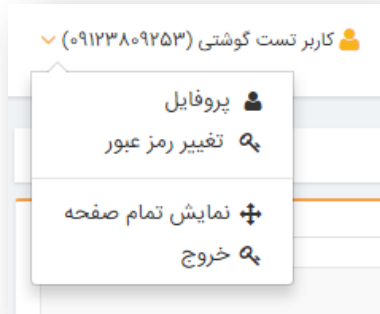 کاربر تست گوشتی (۰۹۱۲۳۸۰۹۲۵۳)
پروفایل
تغییر رمز عبور
نمایش تمام صفحه
خروج